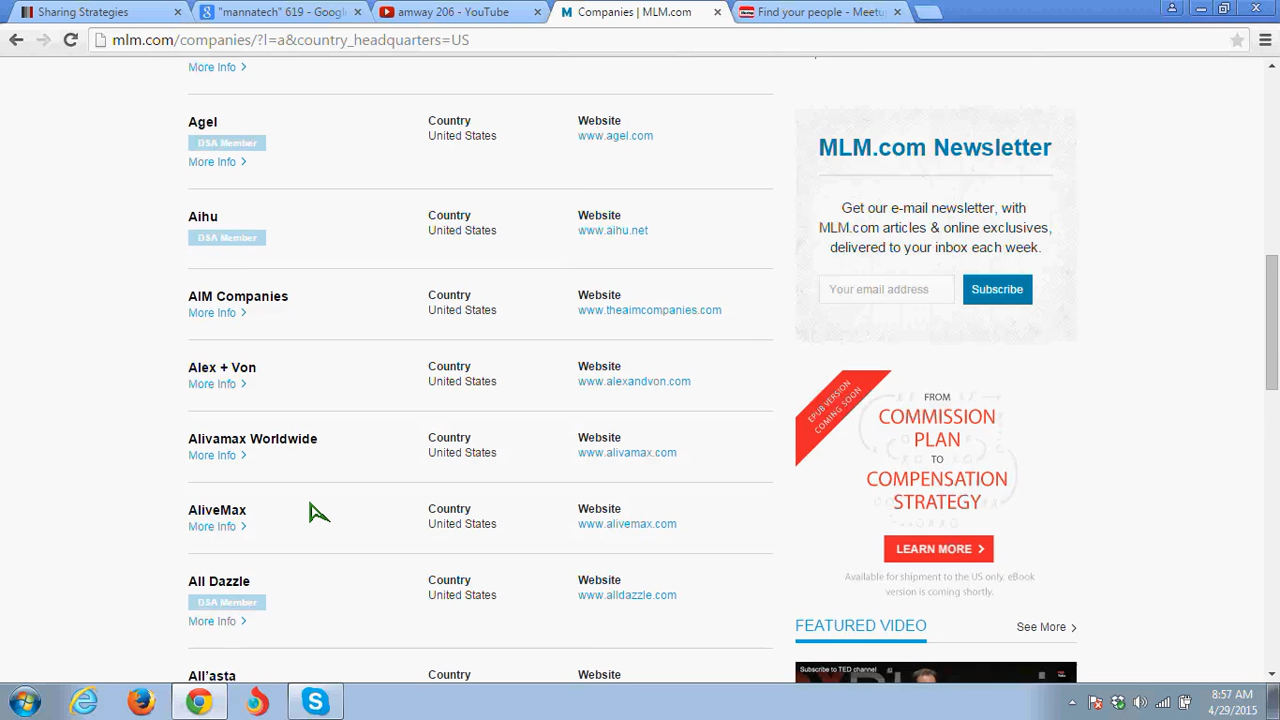 Sharing Strategies
"mannatech" 619 - Googl
amway 206 - YouTube
Companies | MLM.com
Find your people - Meetu
mlm.com/companies/?l=a&country_headquarters=US
More Info >
Agel
DSA Member
More Info >
Country
United States
Website
www.agel.com
Aihu
DSA Member
Country
United States
Website
www.aihu.net
AIM Companies
More Info >
Country
United States
Website
www.theaimcompanies.com
Alex + Von
More Info >
Country
United States
Website
www.alexandvon.com
Alivamax Worldwide
More Info >
Country
United States
Website
www.alivamax.com
AliveMax
More Info >
Country
United States
Website
www.alivemax.com
All Dazzle
DSA Member
More Info >
Country
United States
Website
www.alldazzle.com
All'asta
Country
Website
MLM.com Newsletter
Get our e-mail newsletter, with
MLM.com articles & online exclusives,
delivered to your inbox each week.
Your email address
Subscribe
EPUB VERSION
COMING SOON
FROM
COMMISSION
PLAN
TO
COMPENSATION
STRATEGY
LEARN MORE >
Available for shipment to the US only. eBook
version is coming shortly.
FEATURED VIDEO
See More >
Subscribe to TED channel
8:57 AM
4/29/2015